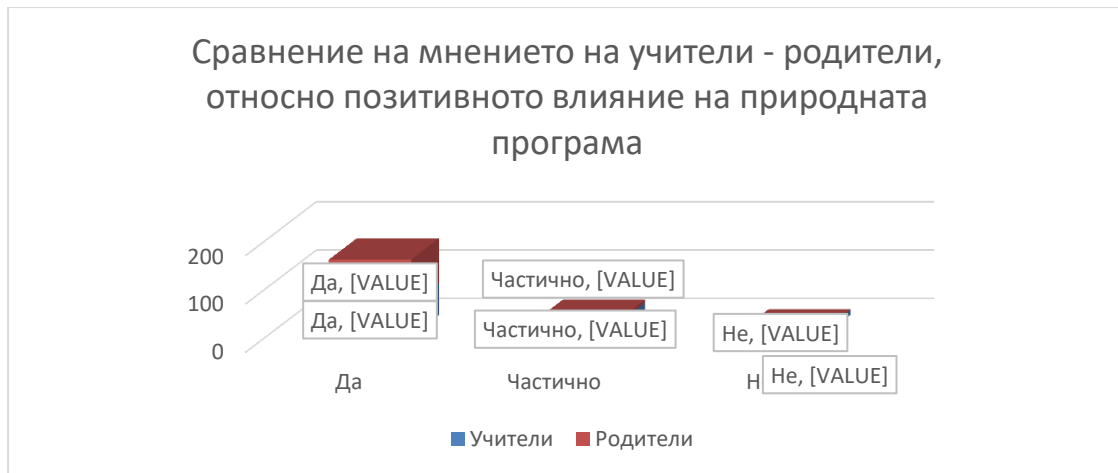 Сравнение на мнението на учители - родители,
относно позитивното влияние на природната
програма
200
100
0
Да, [VALUE]
Да, [VALUE]
Частично, [VALUE]
Частично, [VALUE]
Не, [VALUE]
Не, [VALUE]
Да
Частично
Учители
Родители